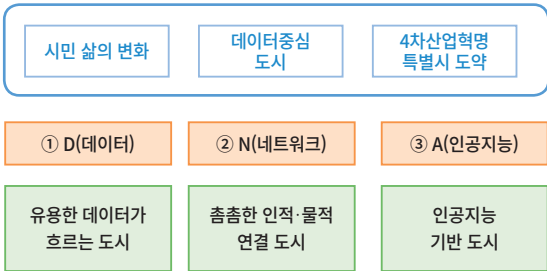 시민 삶의 변화
데이터중심
도시
4차산업혁명
특별시 도약
① D(데이터)
② N(네트워크)
③ A(인공지능)
유용한 데이터가
흐르는 도시
촘촘한 인적·물적
연결 도시
인공지능
기반 도시